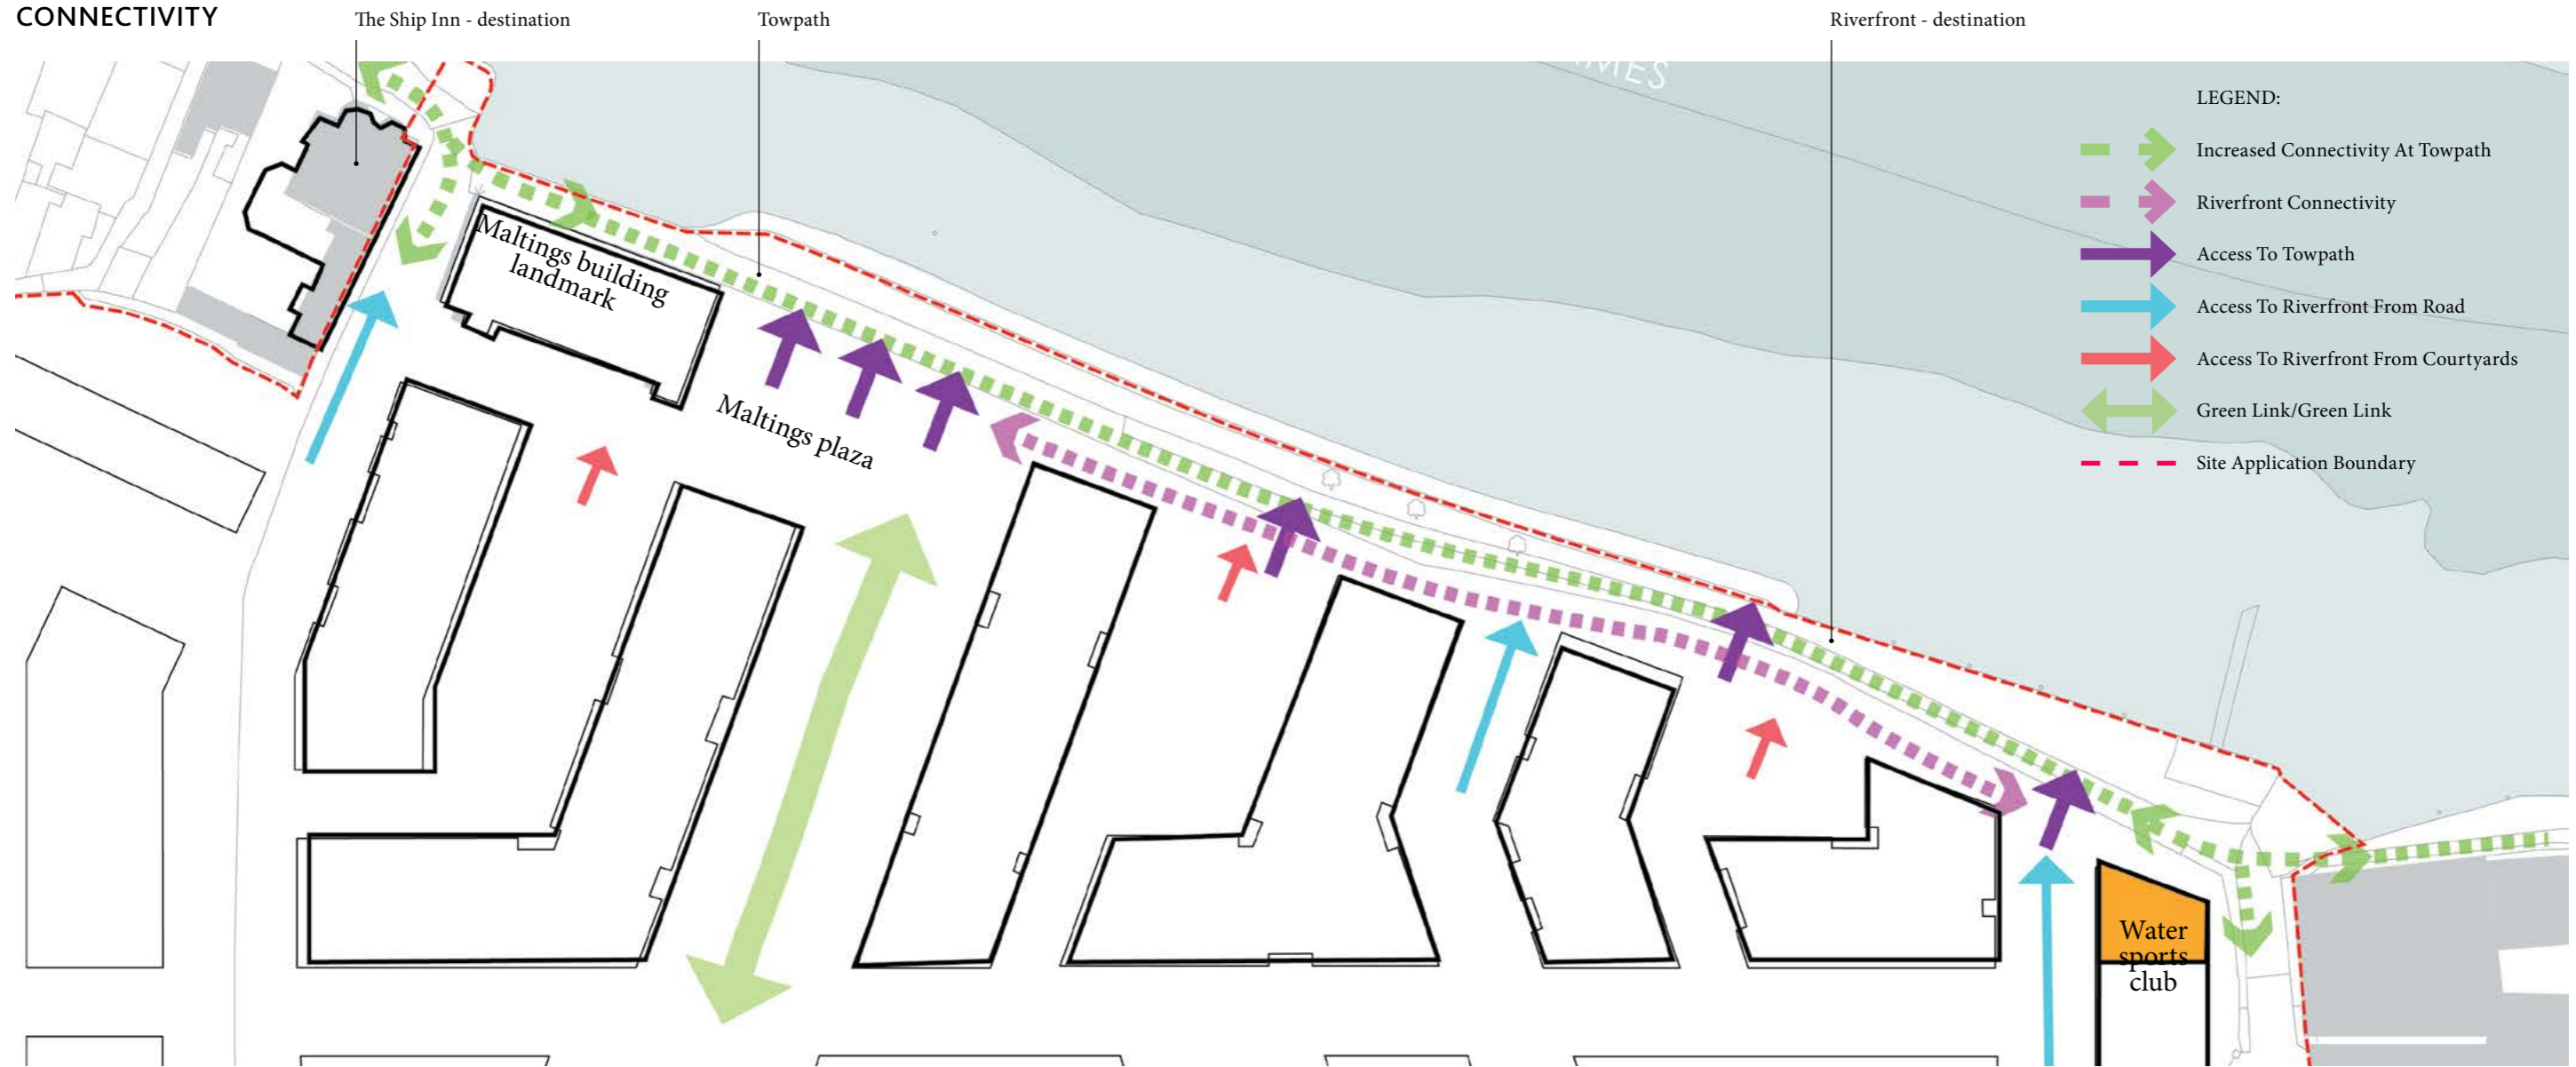 CONNECTIVITY
The Ship Inn - destination
Towpath
Riverfront - destination
LEGEND:
Increased Connectivity At Towpath
Riverfront Connectivity
Access To Towpath
Access To Riverfront From Road
Access To Riverfront From Courtyards
Green Link/Green Link
Site Application Boundary
Maltings building
landmark
Maltings plaza
Water
sports
club